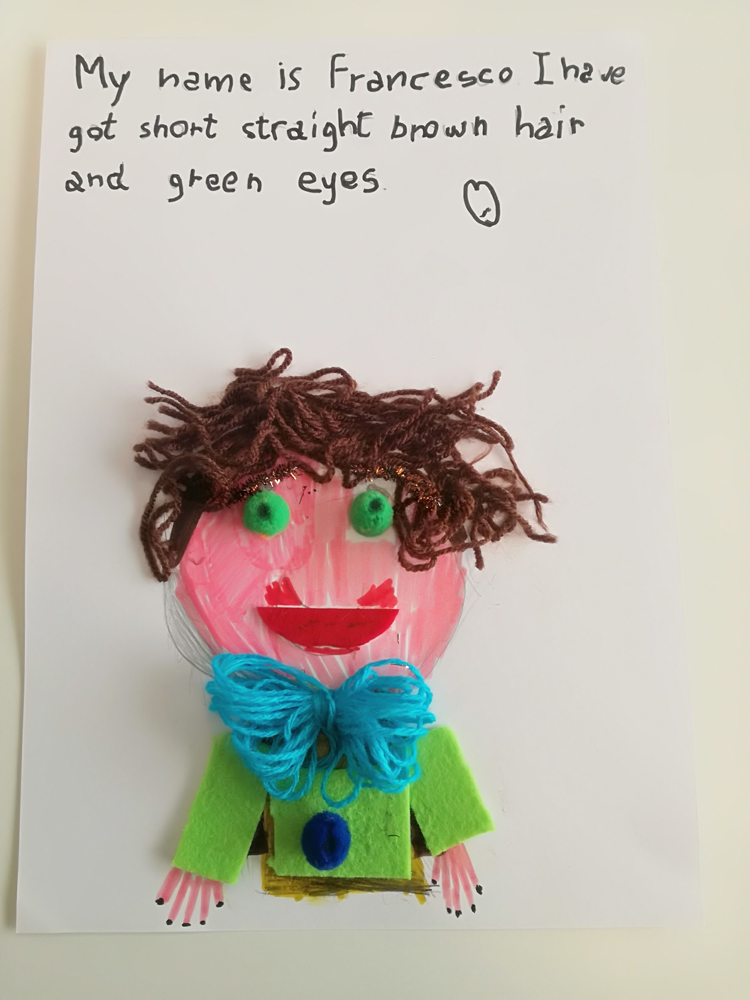 My name is Francesco I have
got short straight brown hair
and green eyes.